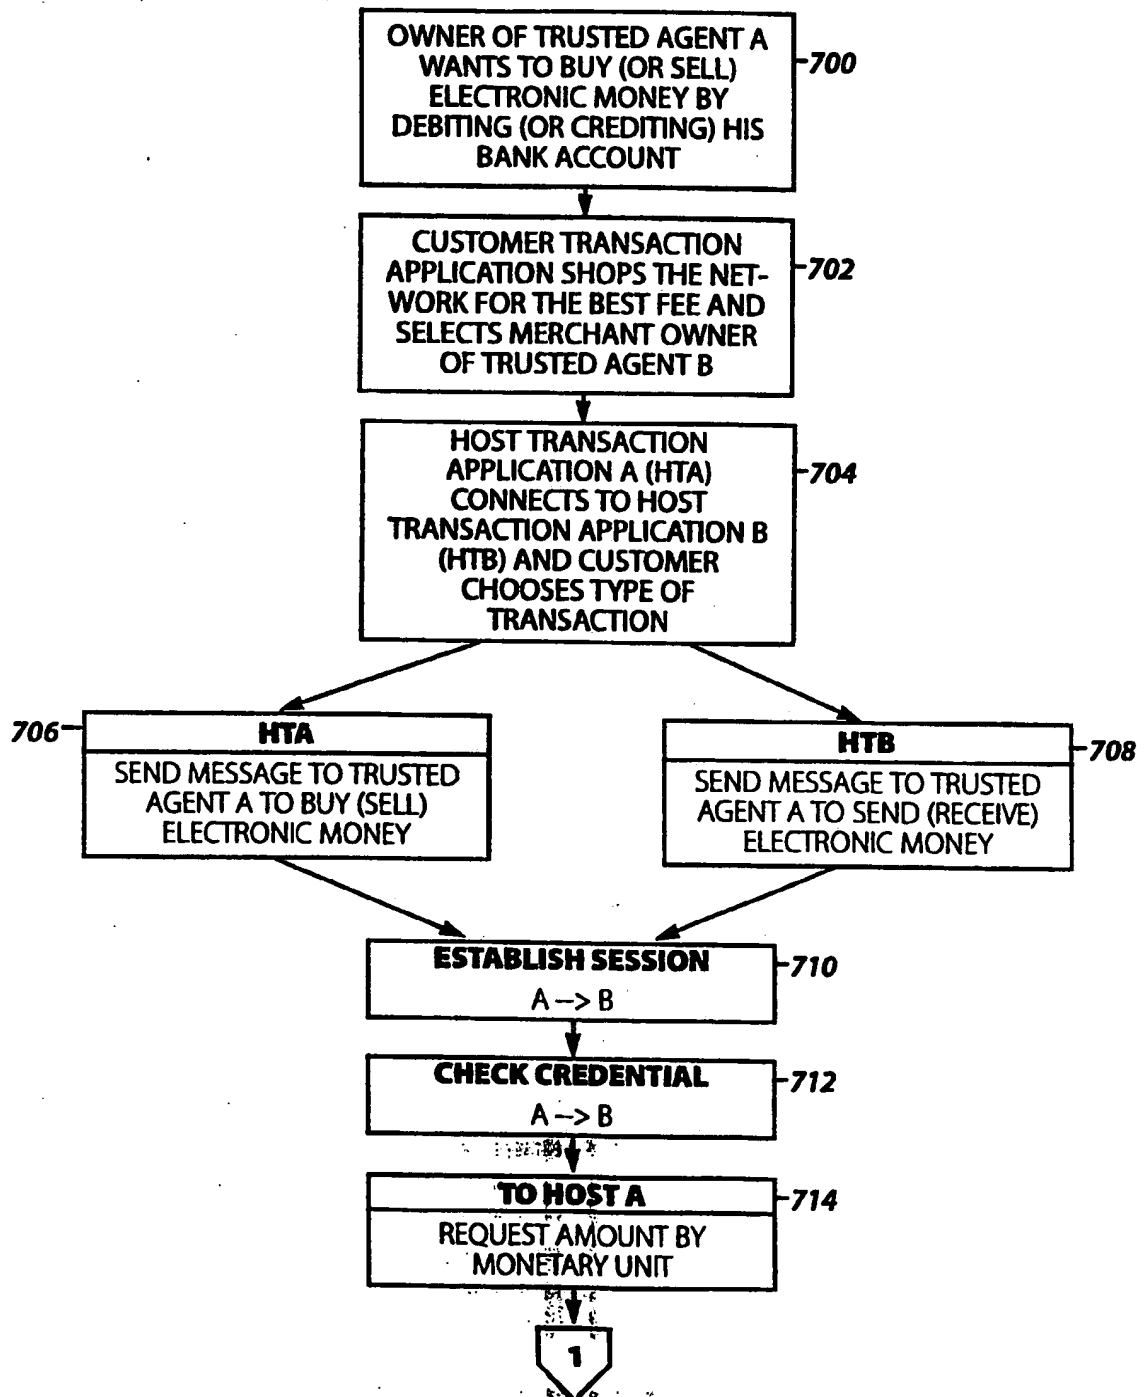 OWNER OF TRUSTED AGENT A
WANTS TO BUY (OR SELL)
ELECTRONIC MONEY BY
DEBITING (OR CREDITING) HIS
BANK ACCOUNT
700
CUSTOMER TRANSACTION
APPLICATION SHOPS THE NET-
WORK FOR THE BEST FEE AND
SELECTS MERCHANT OWNER
OF TRUSTED AGENT B
702
HOST TRANSACTION
APPLICATION A (HTA)
CONNECTS TO HOST
TRANSACTION APPLICATION B
(HTB) AND CUSTOMER
CHOOSES TYPE OF
TRANSACTION
704
706
HTA
SEND MESSAGE TO TRUSTED
AGENT A TO BUY (SELL)
ELECTRONIC MONEY
HTB
708
SEND MESSAGE TO TRUSTED
AGENT A TO SEND (RECEIVE)
ELECTRONIC MONEY
ESTABLISH SESSION
710
A --> B
CHECK CREDENTIAL
712
A --> B
TO HOST A
714
REQUEST AMOUNT BY
MONETARY UNIT
1